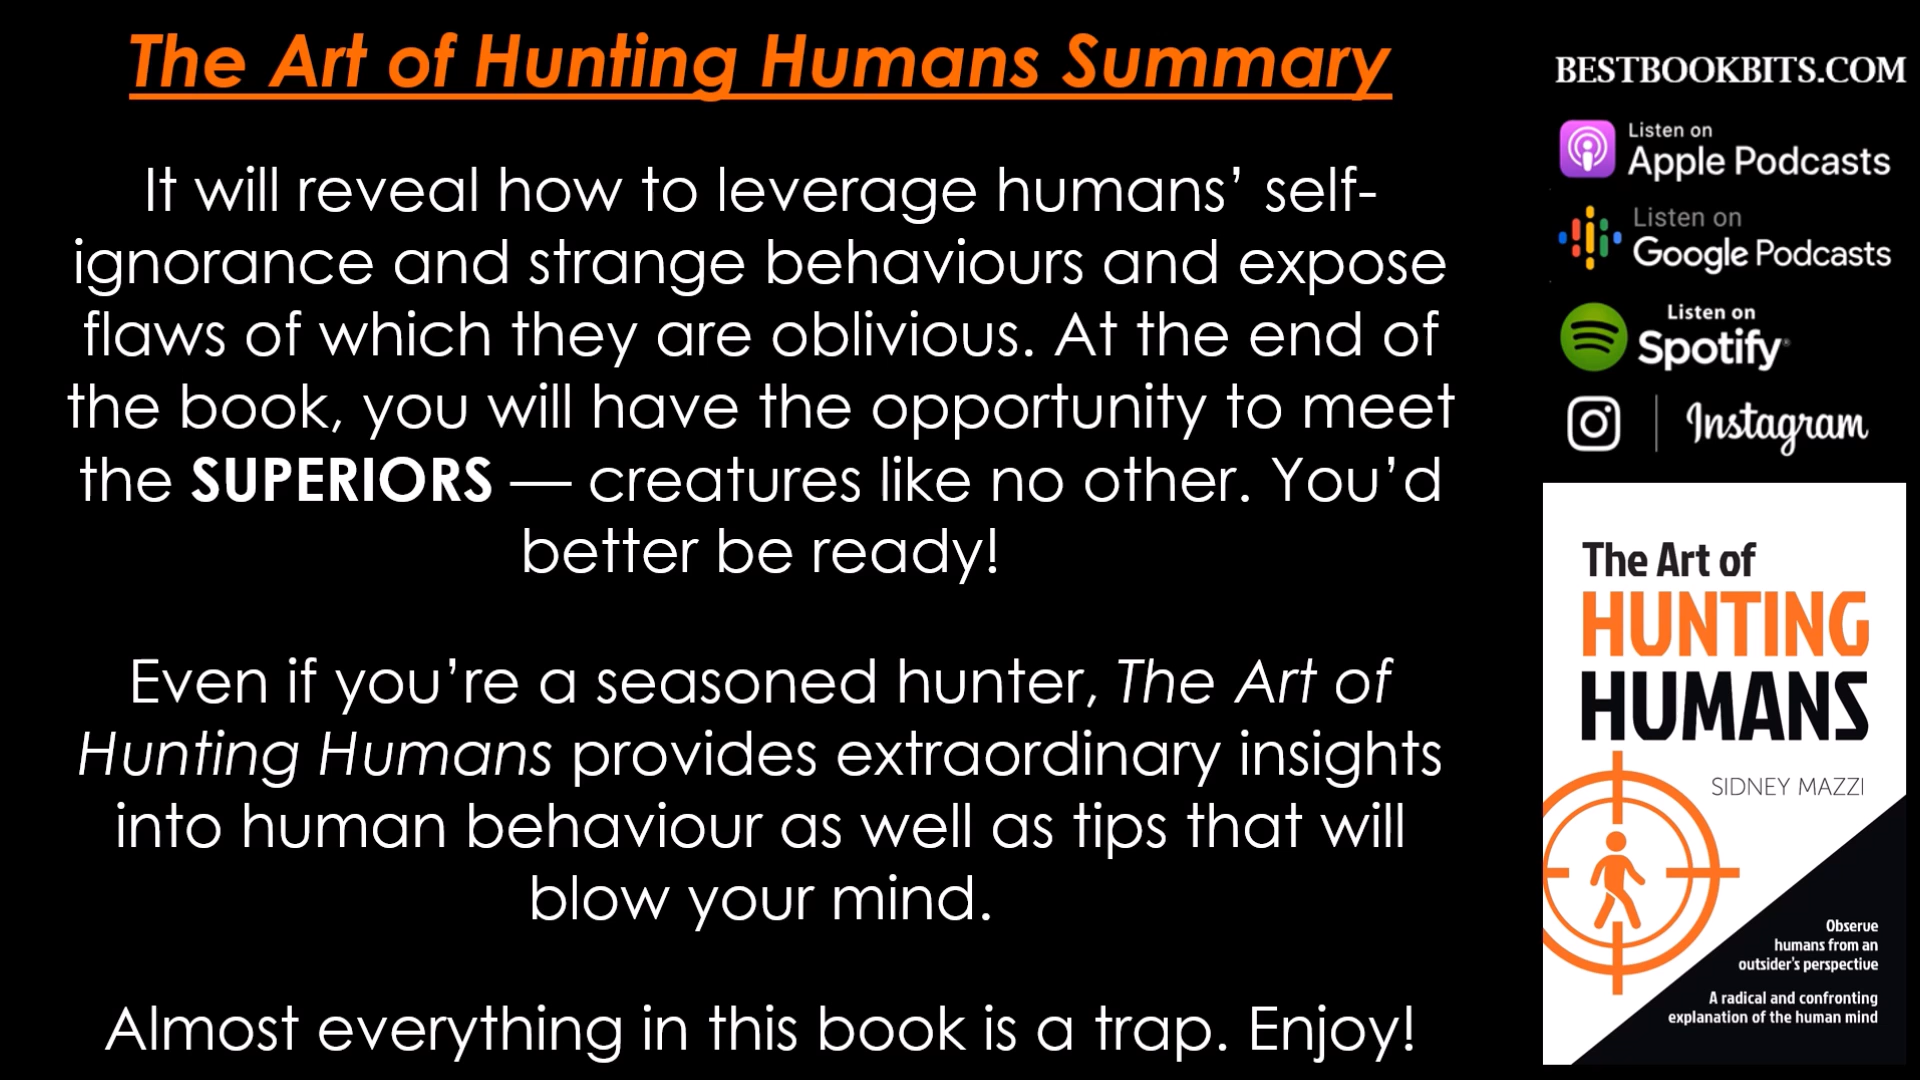 The Art of Hunting Humans Summary
It will reveal how to leverage humans’ self-
ignorance and strange behaviours and expose
flaws of which they are oblivious. At the end of
the book, you will have the opportunity to meet
the SUPERIORS — creatures like no other. You’d
better be ready!
Even if you’re a seasoned hunter, The Art of
Hunting Humans provides extraordinary insights
into human behaviour as well as tips that will
blow your mind.
Almost everything in this book is a trap. Enjoy!
BESTBOOKBITS.COM
Listen on
Apple Podcasts
Listen on
Google Podcasts
Listen on
Spotify
Instagram
The Art of
HUNTING
HUMANS
SIDNEY MAZZI
Observe
humans from an
outsider's perspective
A radical and confronting
explanation of the human mind